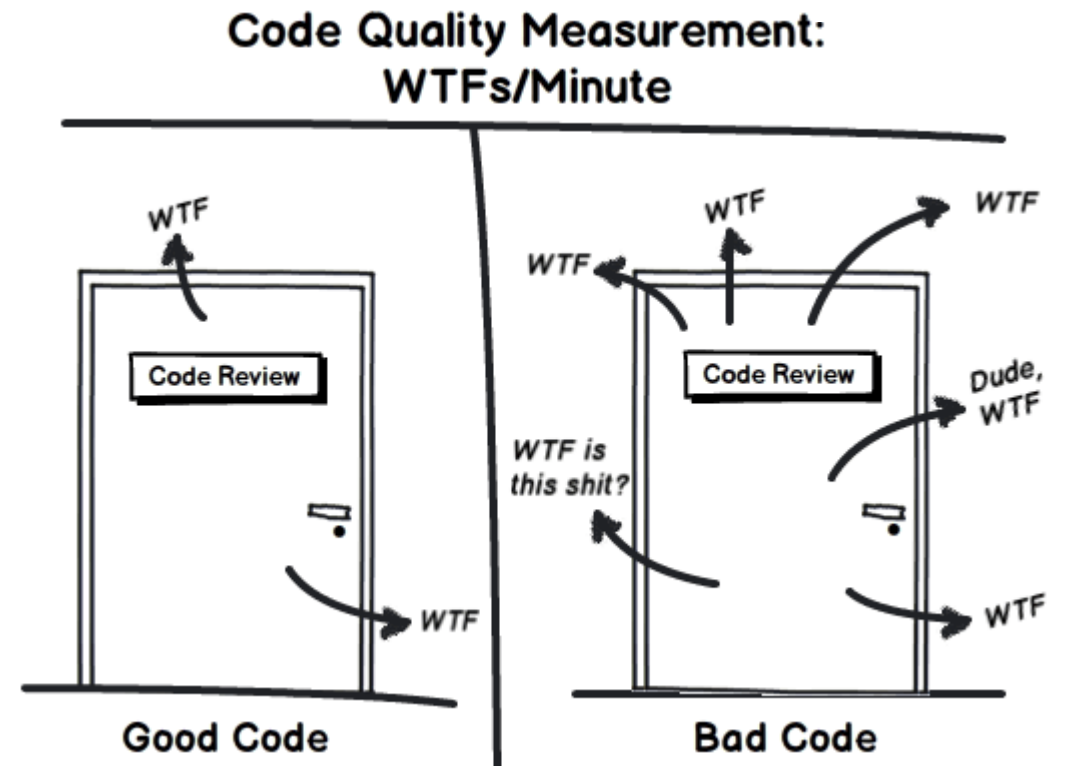 Code Quality Measurement:
WTFs/Minute
WTF
Code Review
WTF
Good Code
WTF
WTF
WTF
Code Review
Dude,
WTF
WTF is
this shit?
WTF
Bad Code